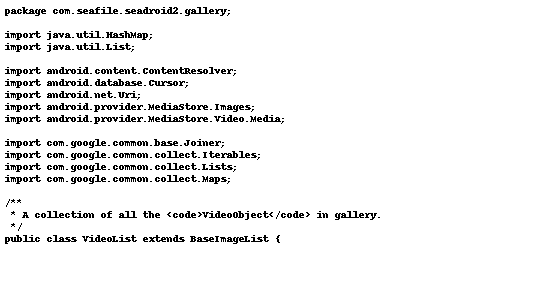 package com.seafile.seadroid2.gallery;

import java.util.HashMap;
import java.util.List;

import android.content.ContentResolver;
import android.database.Cursor;
import android.net.Uri;
import android.provider.MediaStore.Images;
import android.provider.MediaStore.Video.Media;

import com.google.common.base.Joiner;
import com.google.common.collect.Iterables;
import com.google.common.collect.Lists;
import com.google.common.collect.Maps;

/**
 * A collection of all the <code>VideoObject</code> in gallery.
 */
public class VideoList extends BaseImageList {